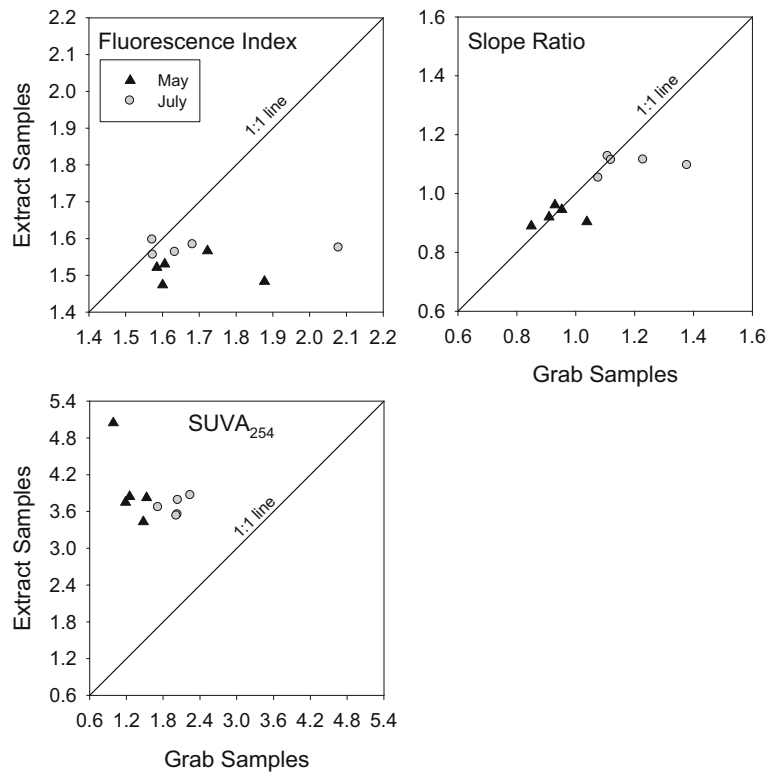 Fluorescence Index
May
July
1:1 line
Extract Samples
2.2
2.1
2.0
1.9
1.8
1.7
1.6
1.5
1.4
1.4 1.5 1.6 1.7 1.8 1.9 2.0 2.1 2.2
Slope Ratio
1:1 line
1.6
1.4
1.2
1.0
0.8
0.6
0.6 0.8 1.0 1.2 1.4 1.6
Grab Samples
SUVA254
1:1 line
Extract Samples
5.4
4.8
4.2
3.6
3.0
2.4
1.8
1.2
0.6
0.6 1.2 1.8 2.4 3.0 3.6 4.2 4.8 5.4
Grab Samples